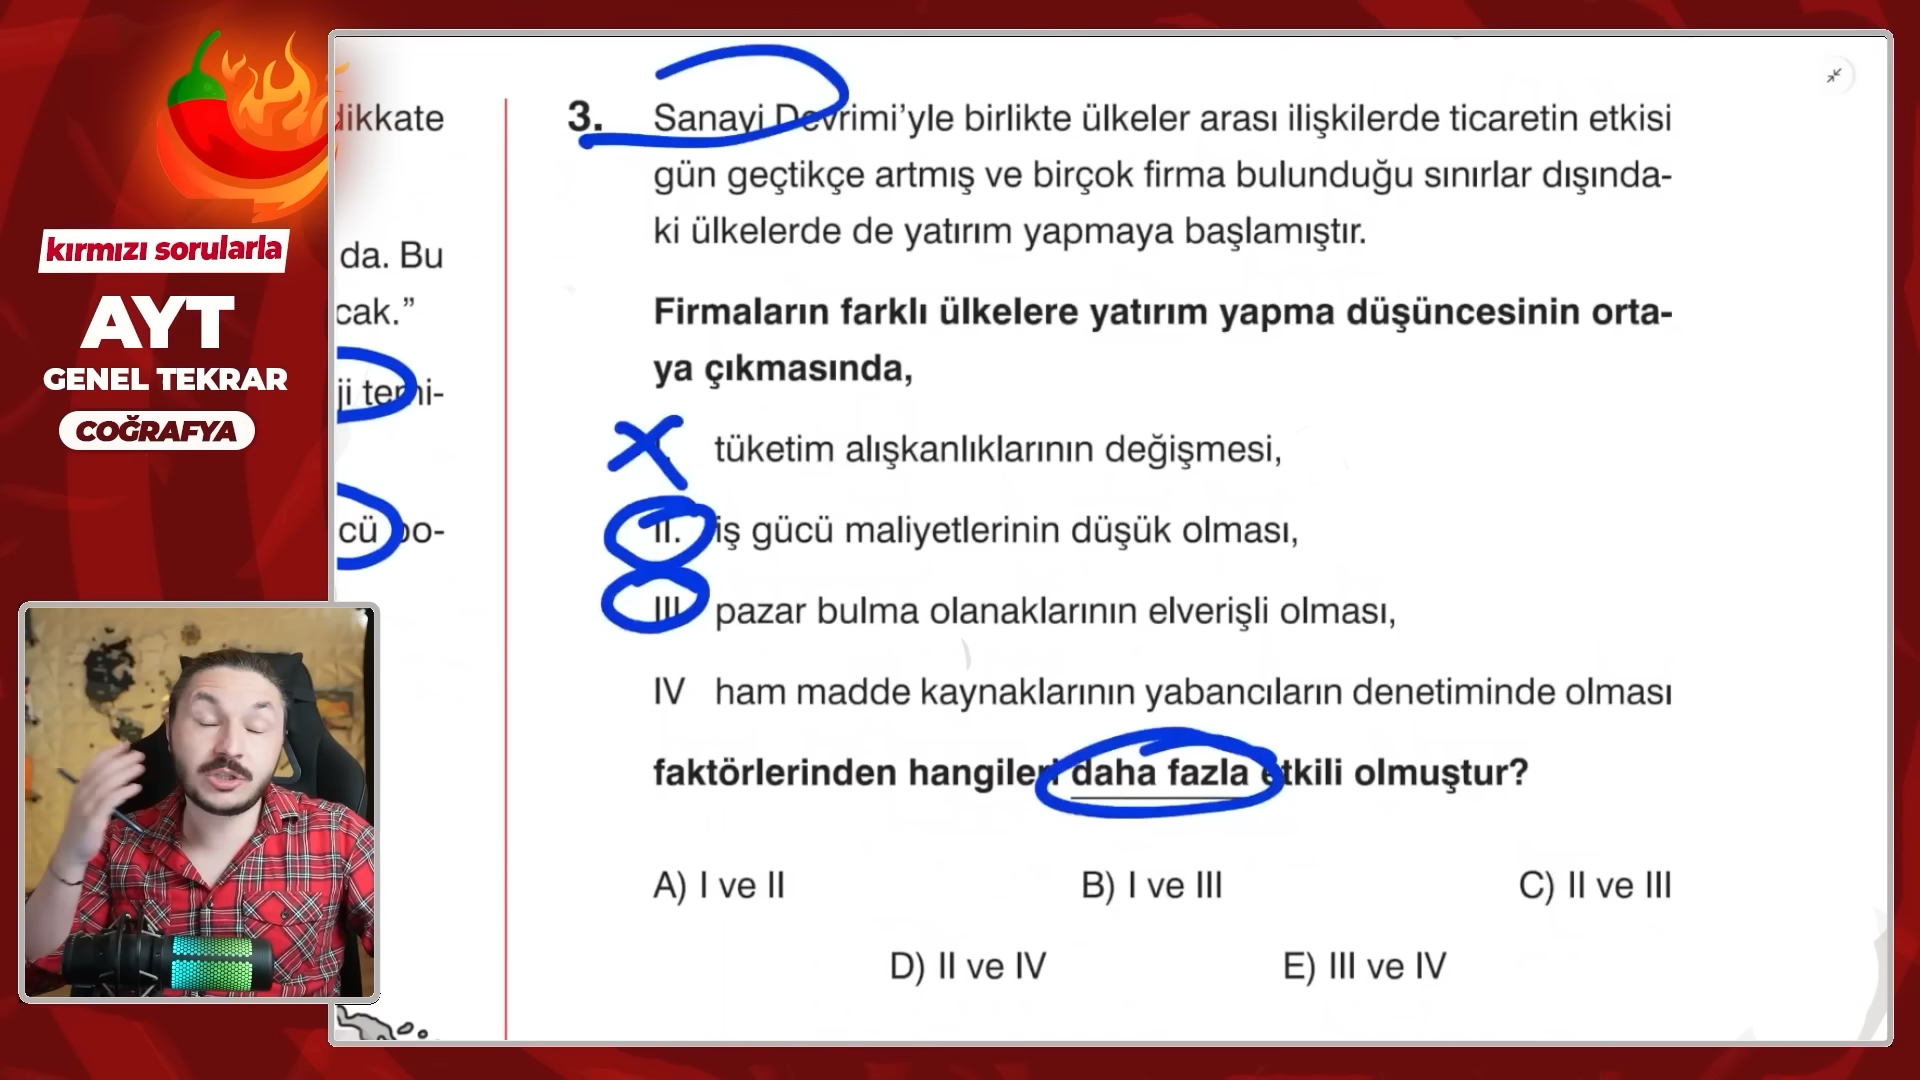 kırmızı sorularla
AYT
GENEL TEKRAR
COĞRAFYA
dikkate
da. Bu
cak.”
ji temi-
cü po-
3. Sanayi Devrimi’yle birlikte ülkeler arası ilişkilerde ticaretin etkisi
gün geçtikçe artmış ve birçok firma bulunduğu sınırlar dışında-
ki ülkelerde de yatırım yapmaya başlamıştır.
Firmaların farklı ülkelere yatırım yapma düşüncesinin orta-
ya çıkmasında,
tüketim alışkanlıklarının değişmesi,
II. iş gücü maliyetlerinin düşük olması,
III pazar bulma olanaklarının elverişli olması,
IV ham madde kaynaklarının yabancıların denetiminde olması
faktörlerinden hangileri daha fazla etkili olmuştur?
A) I ve II
B) I ve III
C) II ve III
D) II ve IV
E) III ve IV